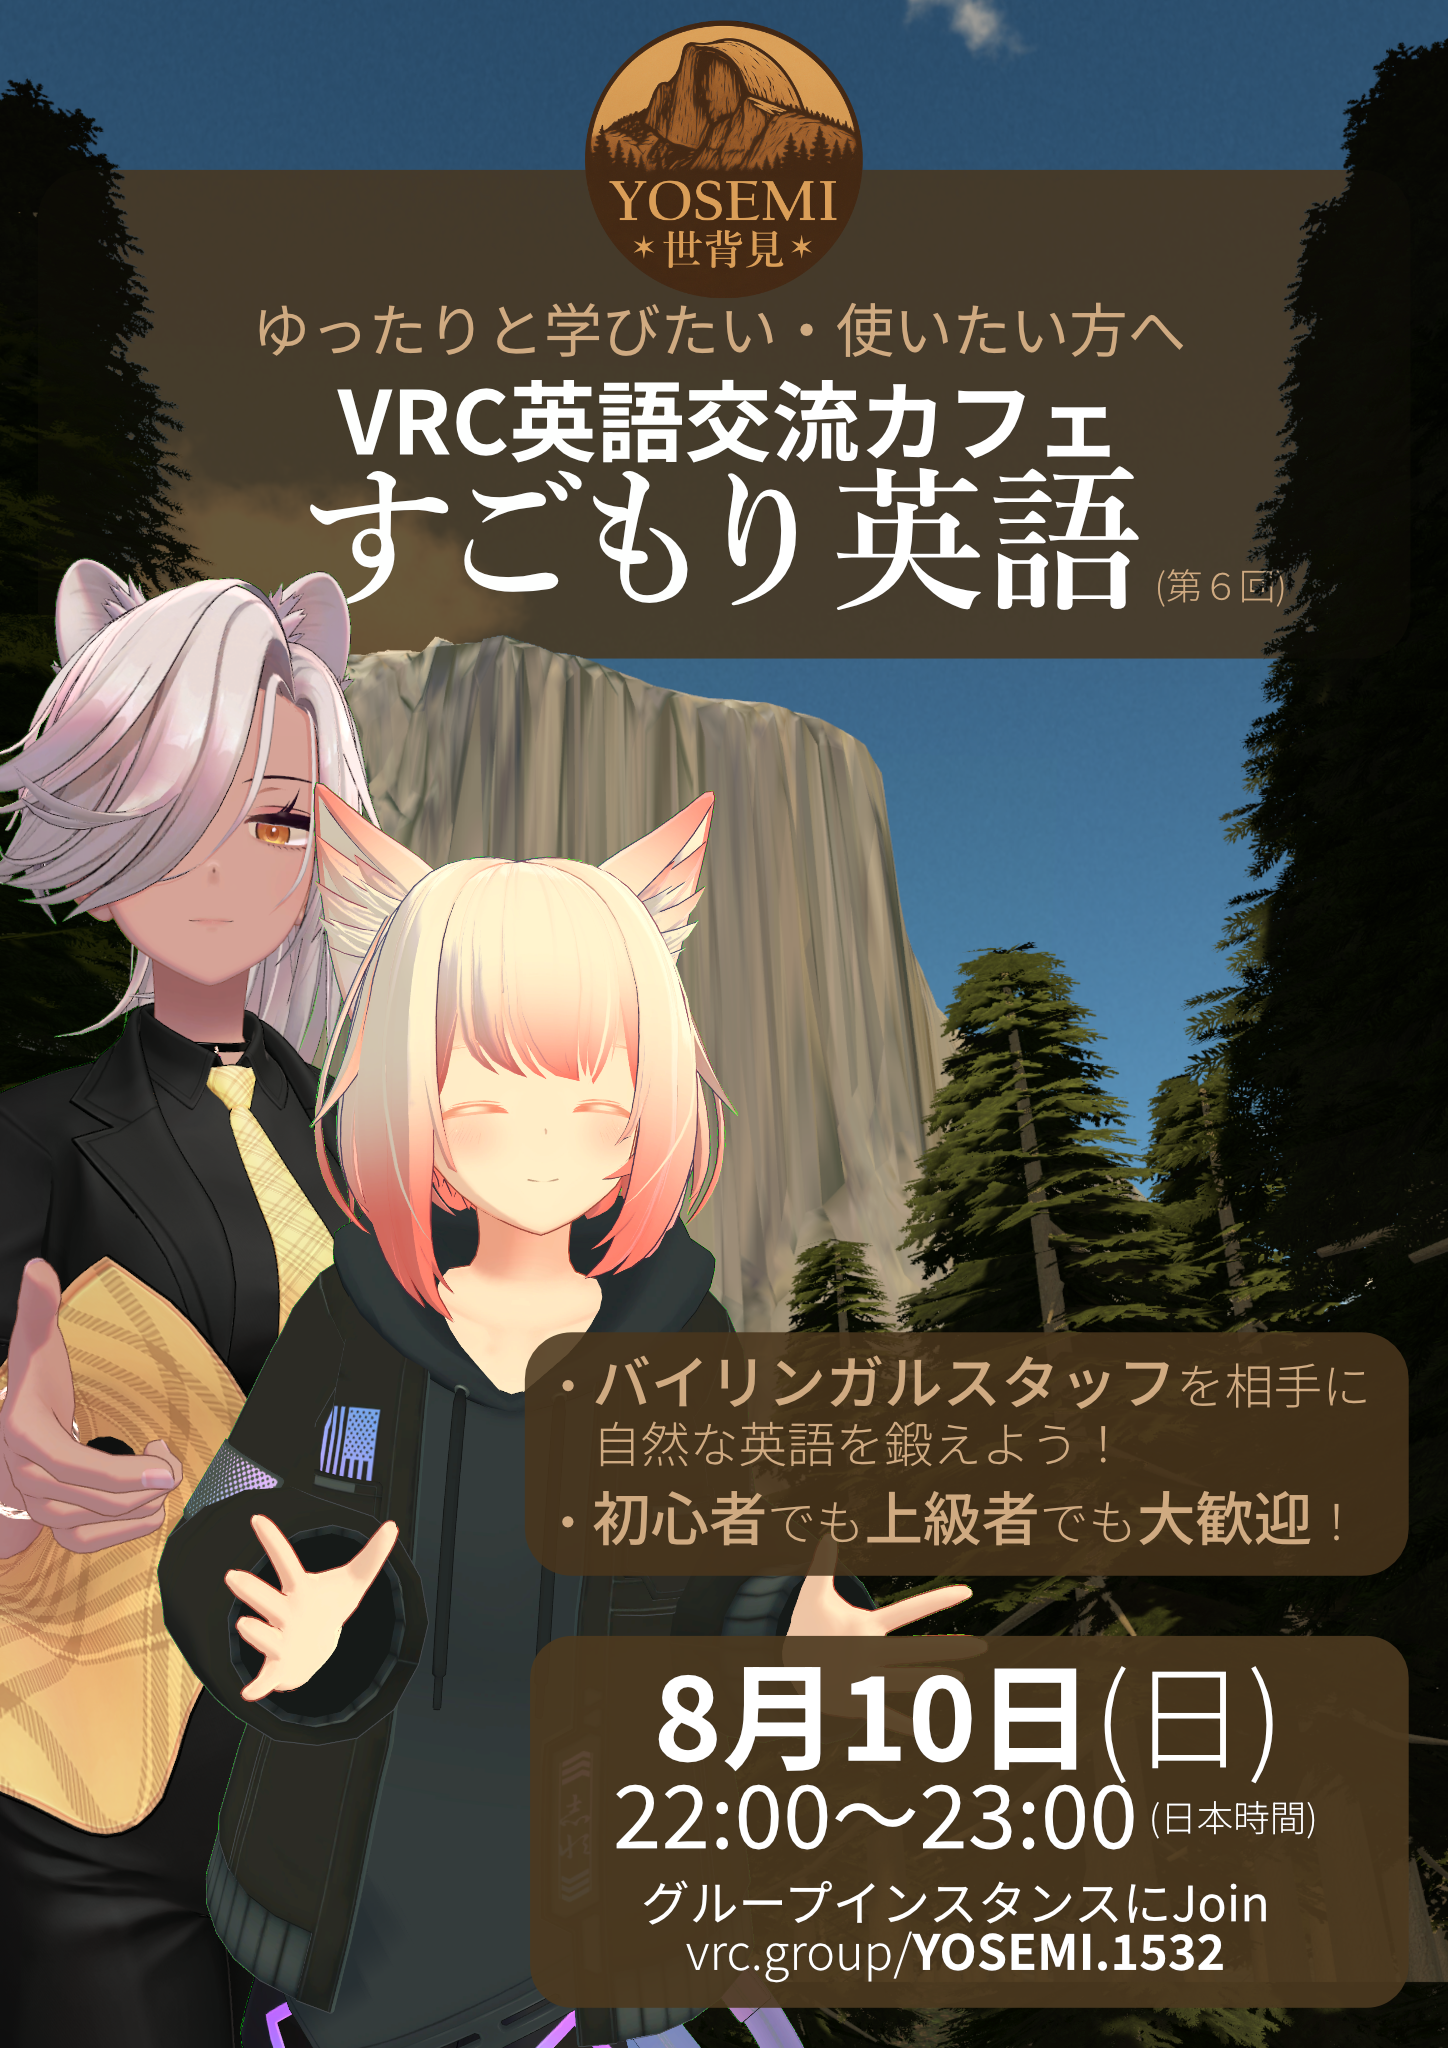 YOSEMI
✶世背見✶
ゆったりと学びたい・使いたい方へ
VRC英語交流カフェ
すごもり英語 (第６回)
・バイリンガルスタッフを相手に
自然な英語を鍛えよう！
・初心者でも上級者でも大歓迎！
8月10日(日)
22:00〜23:00 (日本時間)
グループインスタンスにJoin
vrc.group/YOSEMI.1532